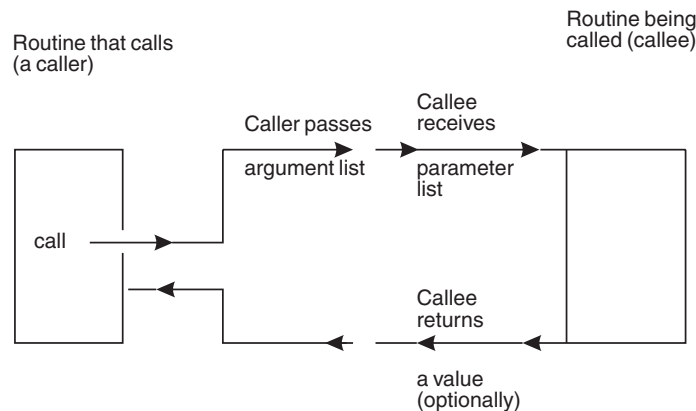 Routine that calls
(a caller)
Routine being
called (callee)
Caller passes
argument list
Callee
receives
parameter
list
call
Callee
returns
a value
(optionally)